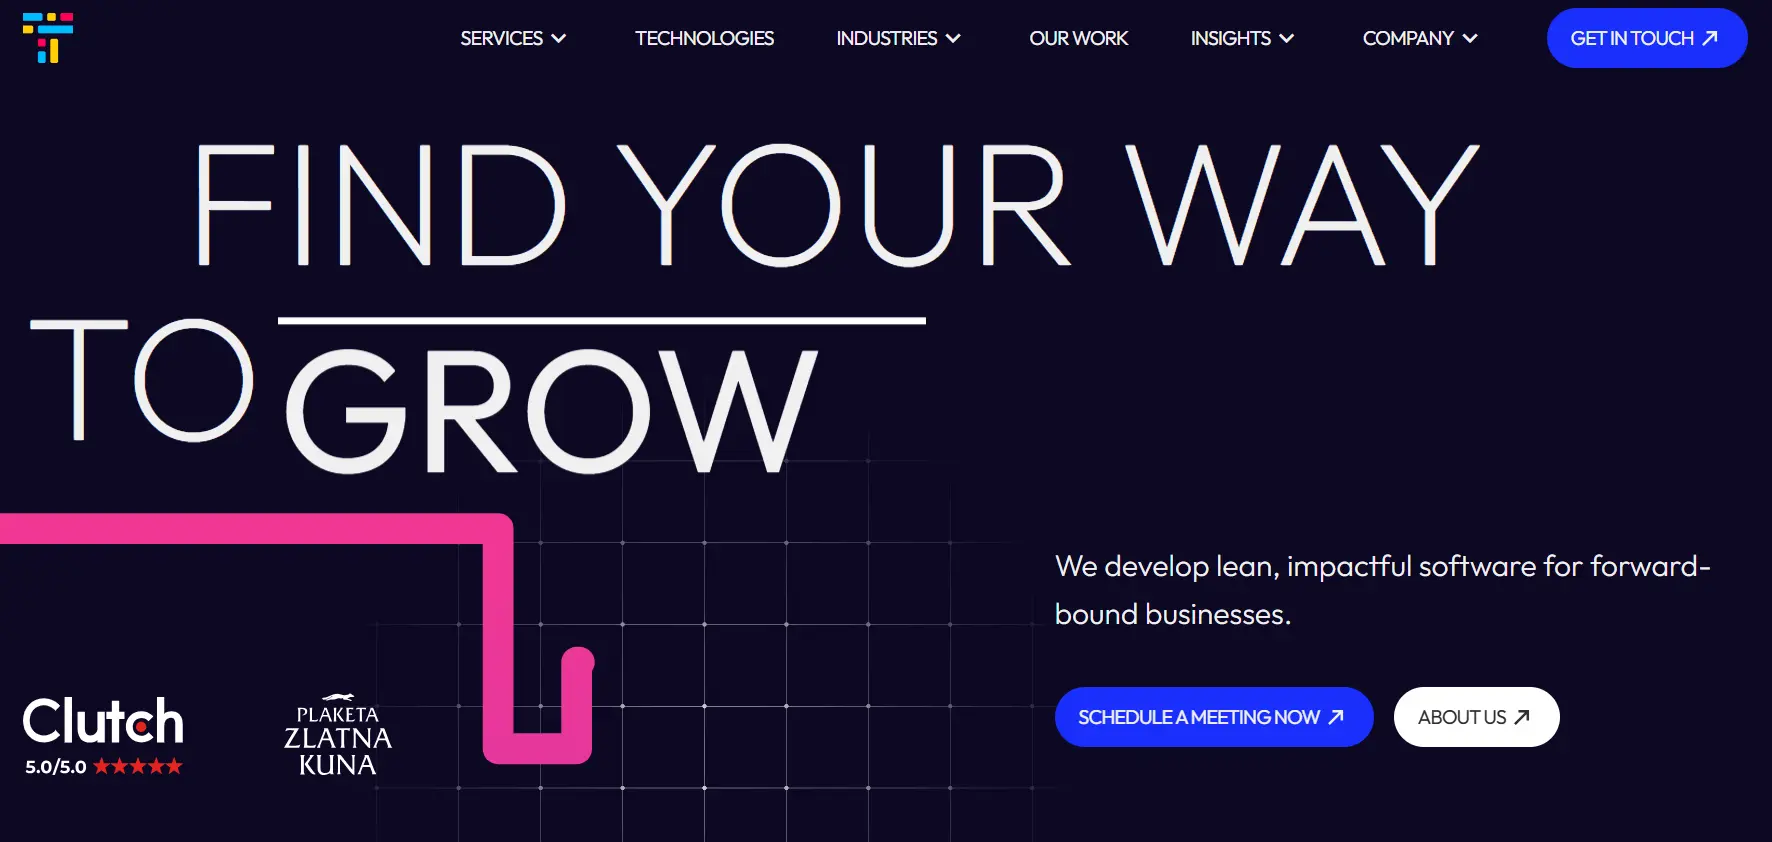 SERVICES
TECHNOLOGIES
INDUSTRIES
OUR WORK
INSIGHTS
COMPANY
GET IN TOUCH
FIND YOUR WAY
TO GROW
We develop lean, impactful software for forward-
bound businesses.
SCHEDULE A MEETING NOW
ABOUT US
Clutch
5.0/5.0
PLAKETA
ZLATNA
KUNA